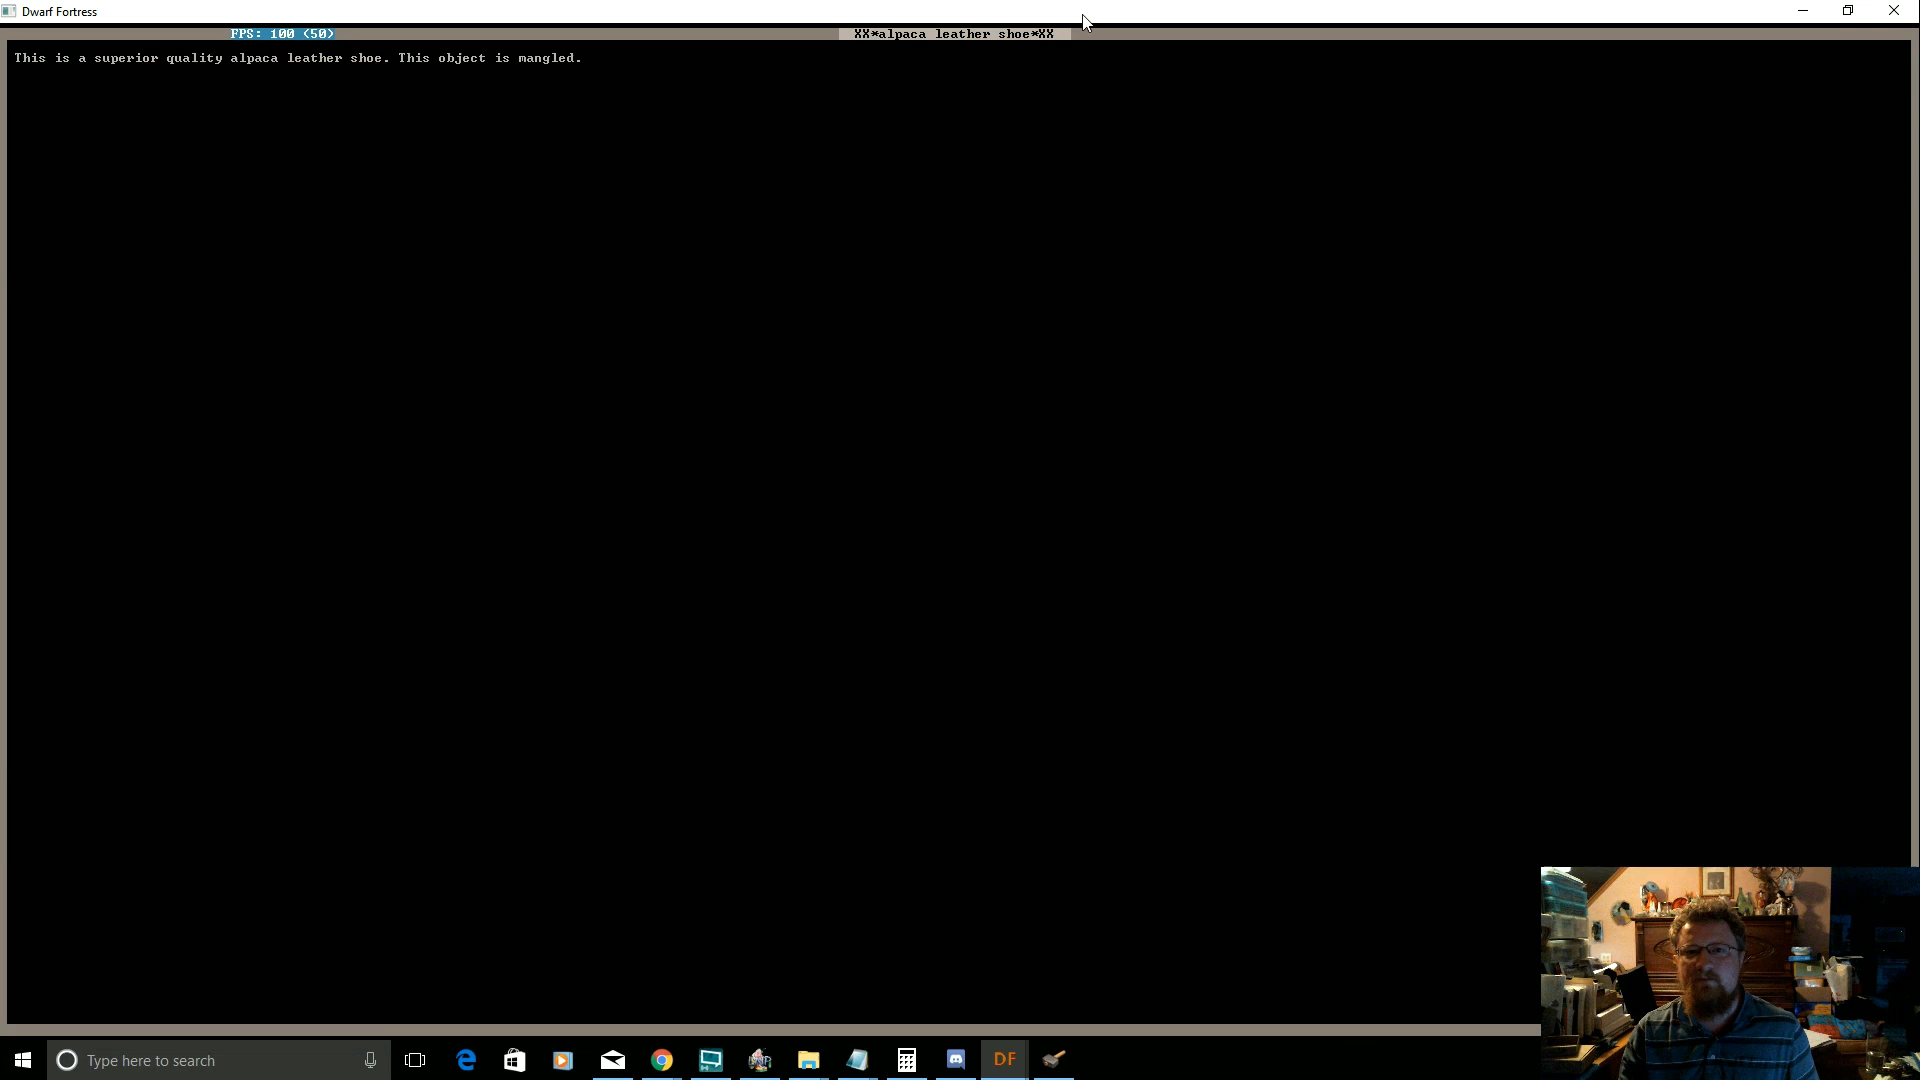 Dwarf Fortress
FPS: 100 (50)
XX*alpaca leather shoe*XX
This is a superior quality alpaca leather shoe. This object is mangled.
Type here to search
DF